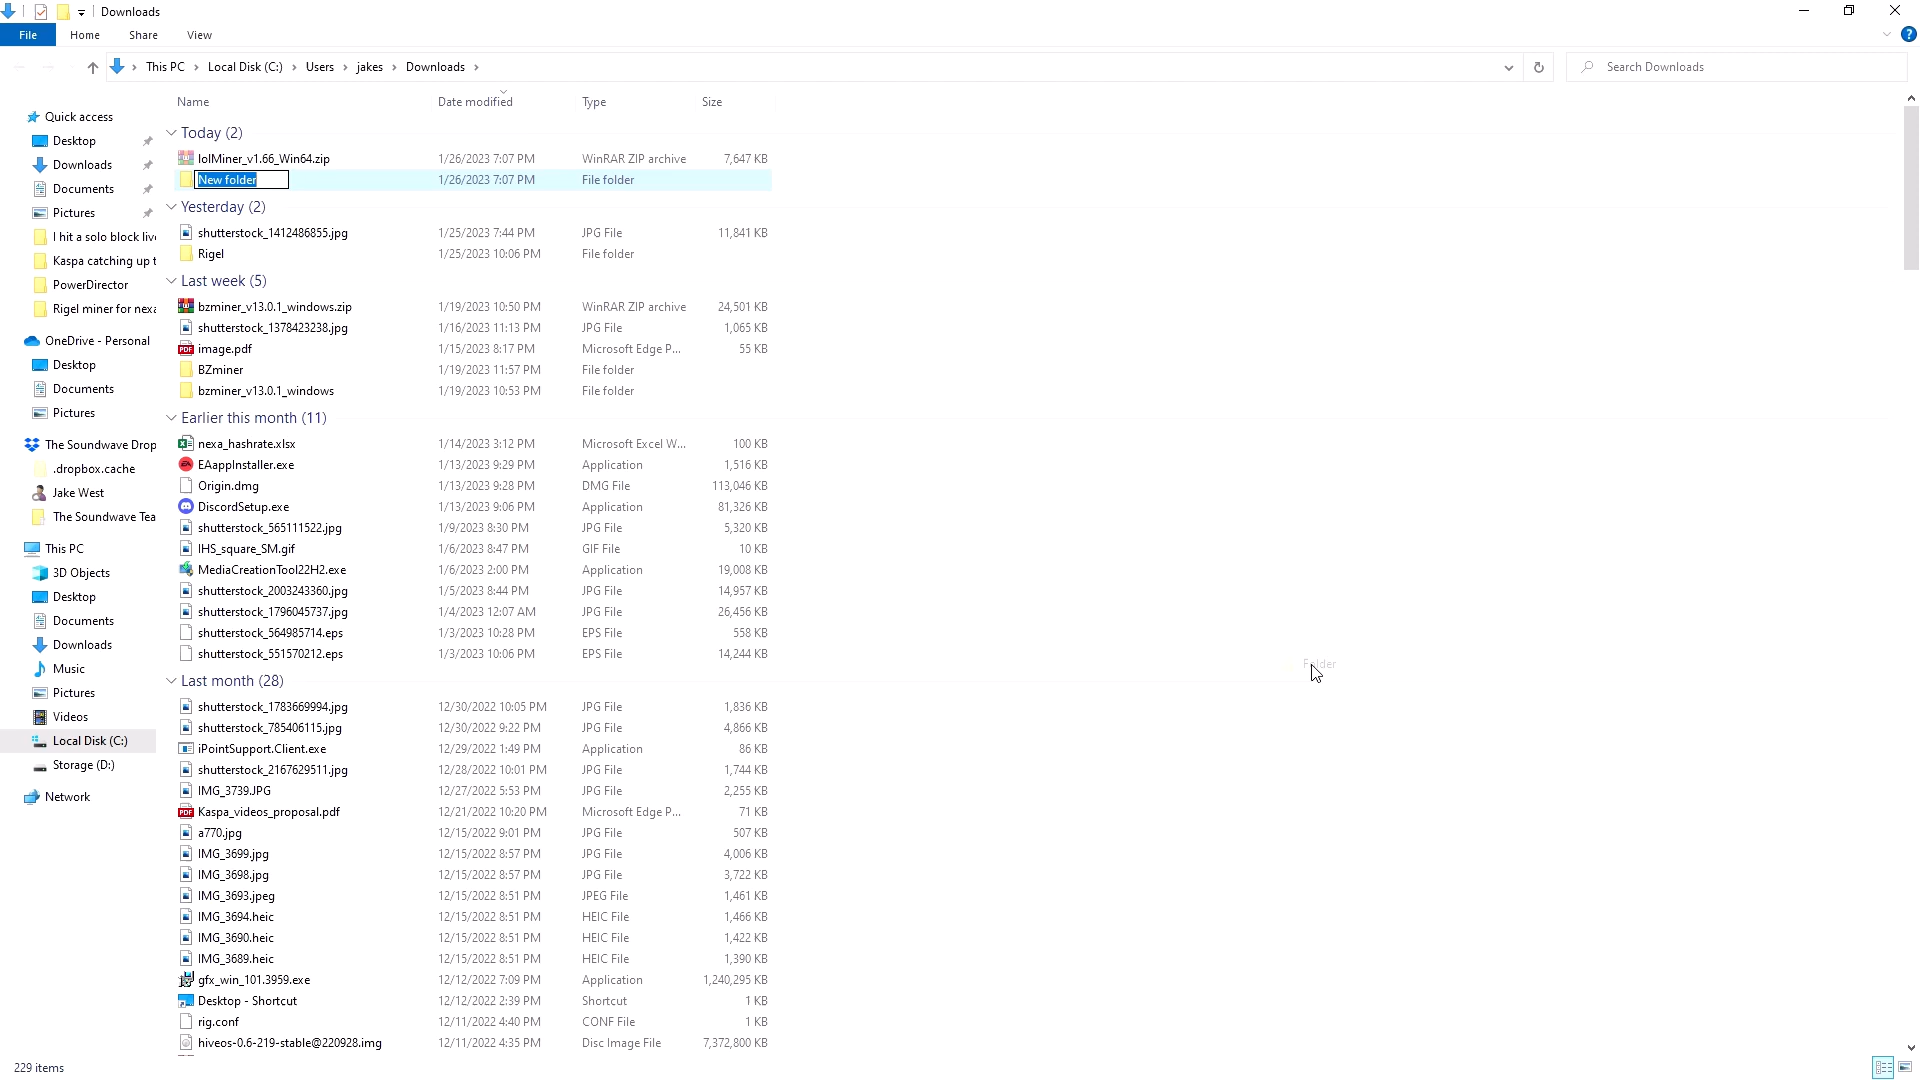 Downloads
File Home Share View
This PC Local Disk (C:) Users jakes Downloads Search Downloads
Name Date modified Type Size
Quick access
Desktop
Downloads
Documents
Pictures
I hit a solo block liv
Kaspa catching up t
PowerDirector
Rigel miner for nexa
OneDrive - Personal
Desktop
Documents
Pictures
The Soundwave Drop
.dropbox.cache
Jake West
The Soundwave Tea
This PC
3D Objects
Desktop
Documents
Downloads
Music
Pictures
Videos
Local Disk (C:)
Storage (D:)
Network
Today (2)
lolMiner_v1.66_Win64.zip 1/26/2023 7:07 PM WinRAR ZIP archive 7,647 KB
New folder 1/26/2023 7:07 PM File folder
Yesterday (2)
shutterstock_1412486855.jpg 1/25/2023 7:44 PM JPG File 11,841 KB
Rigel 1/25/2023 10:06 PM File folder
Last week (5)
bzminer_v13.0.1_windows.zip 1/19/2023 10:50 PM WinRAR ZIP archive 24,501 KB
shutterstock_1378423238.jpg 1/16/2023 11:13 PM JPG File 1,065 KB
image.pdf 1/15/2023 8:17 PM Microsoft Edge P... 55 KB
BZminer 1/19/2023 11:57 PM File folder
bzminer_v13.0.1_windows 1/19/2023 10:53 PM File folder
Earlier this month (11)
nexa_hashrate.xlsx 1/14/2023 3:12 PM Microsoft Excel W... 100 KB
EAappInstaller.exe 1/13/2023 9:29 PM Application 1,516 KB
Origin.dmg 1/13/2023 9:28 PM DMG File 113,046 KB
DiscordSetup.exe 1/13/2023 9:06 PM Application 81,326 KB
shutterstock_565111522.jpg 1/9/2023 8:30 PM JPG File 5,320 KB
IHS_square_SM.gif 1/6/2023 8:47 PM GIF File 10 KB
MediaCreationTool22H2.exe 1/6/2023 2:00 PM Application 19,008 KB
shutterstock_2003243360.jpg 1/5/2023 8:44 PM JPG File 14,957 KB
shutterstock_1796045737.jpg 1/4/2023 12:07 AM JPG File 26,456 KB
shutterstock_564985714.eps 1/3/2023 10:28 PM EPS File 558 KB
shutterstock_551570212.eps 1/3/2023 10:06 PM EPS File 14,244 KB
Folder
Last month (28)
shutterstock_1783669994.jpg 12/30/2022 10:05 PM JPG File 1,836 KB
shutterstock_785406115.jpg 12/30/2022 9:22 PM JPG File 4,866 KB
iPointSupport.Client.exe 12/29/2022 1:49 PM Application 86 KB
shutterstock_2167629511.jpg 12/28/2022 10:01 PM JPG File 1,744 KB
IMG_3739.JPG 12/27/2022 5:53 PM JPG File 2,255 KB
Kaspa_videos_proposal.pdf 12/21/2022 10:20 PM Microsoft Edge P... 71 KB
a770.jpg 12/15/2022 9:01 PM JPG File 507 KB
IMG_3699.jpg 12/15/2022 8:57 PM JPG File 4,006 KB
IMG_3698.jpg 12/15/2022 8:57 PM JPG File 3,722 KB
IMG_3693.jpeg 12/15/2022 8:51 PM JPEG File 1,461 KB
IMG_3694.heic 12/15/2022 8:51 PM HEIC File 1,466 KB
IMG_3690.heic 12/15/2022 8:51 PM HEIC File 1,422 KB
IMG_3689.heic 12/15/2022 8:51 PM HEIC File 1,390 KB
gfx_win_101.3959.exe 12/12/2022 7:09 PM Application 1,240,295 KB
Desktop - Shortcut 12/12/2022 2:39 PM Shortcut 1 KB
rig.conf 12/11/2022 4:40 PM CONF File 1 KB
hiveos-0.6-219-stable@220928.img 12/11/2022 4:35 PM Disc Image File 7,372,800 KB
229 items